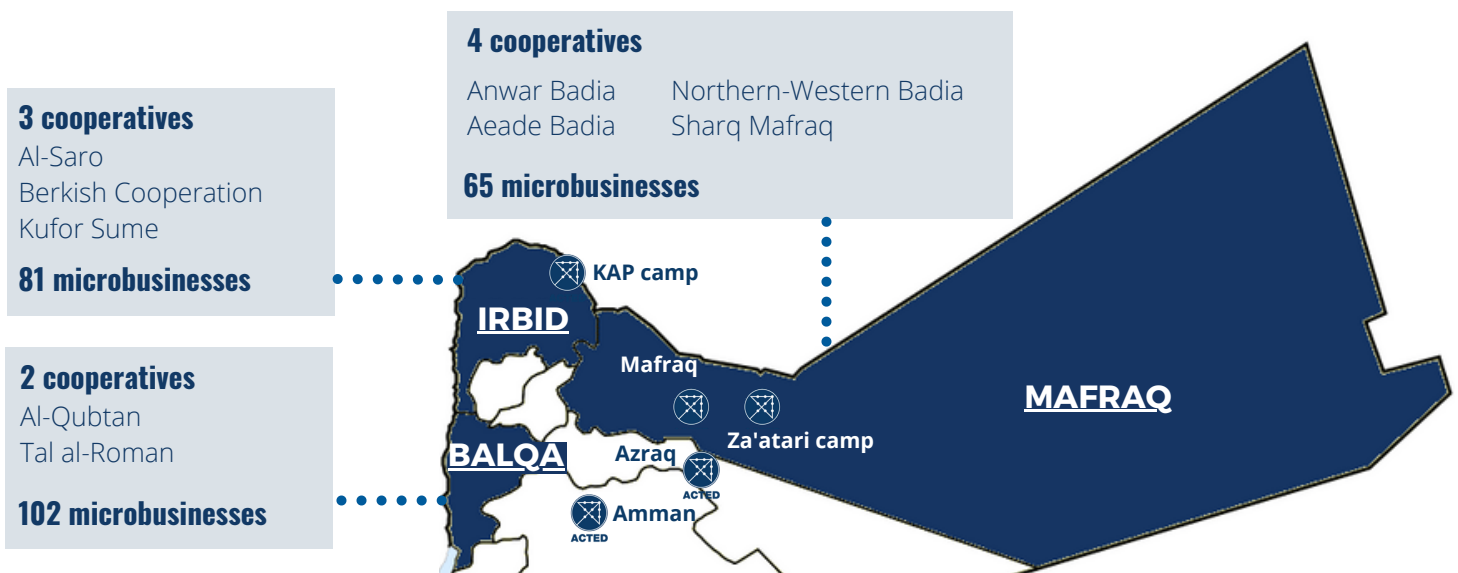 4 cooperatives
Anwar Badia Northern-Western Badia
Aeade Badia Sharq Mafraq
65 microbusinesses
3 cooperatives
Al-Saro
Berkish Cooperation
Kufor Sume
81 microbusinesses
2 cooperatives
Al-Qubtan
Tal al-Roman
102 microbusinesses
KAP camp
IRBID
Mafraq
MAFRAQ
Za'atari camp
BALQA
Azraq
ACTED
Amman
ACTED